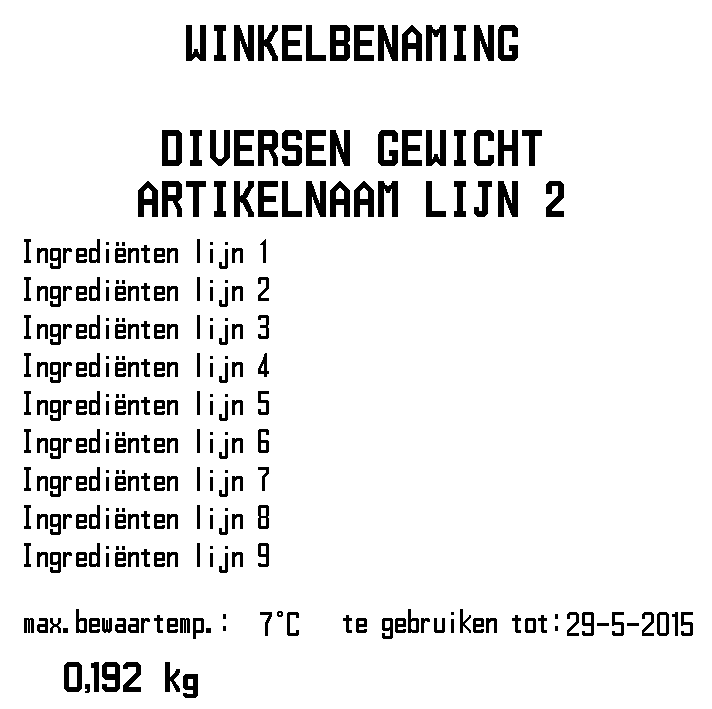 WINKELBENAMING
DIVERSEN GEWICHT
ARTIKELNAAM LIJN 2
Ingrediënten lijn 1
Ingrediënten lijn 2
Ingrediënten lijn 3
Ingrediënten lijn 4
Ingrediënten lijn 5
Ingrediënten lijn 6
Ingrediënten lijn 7
Ingrediënten lijn 8
Ingrediënten lijn 9
max.bewaartemp.: 7°C te gebruiken tot:29-5-2015
0,192 kg